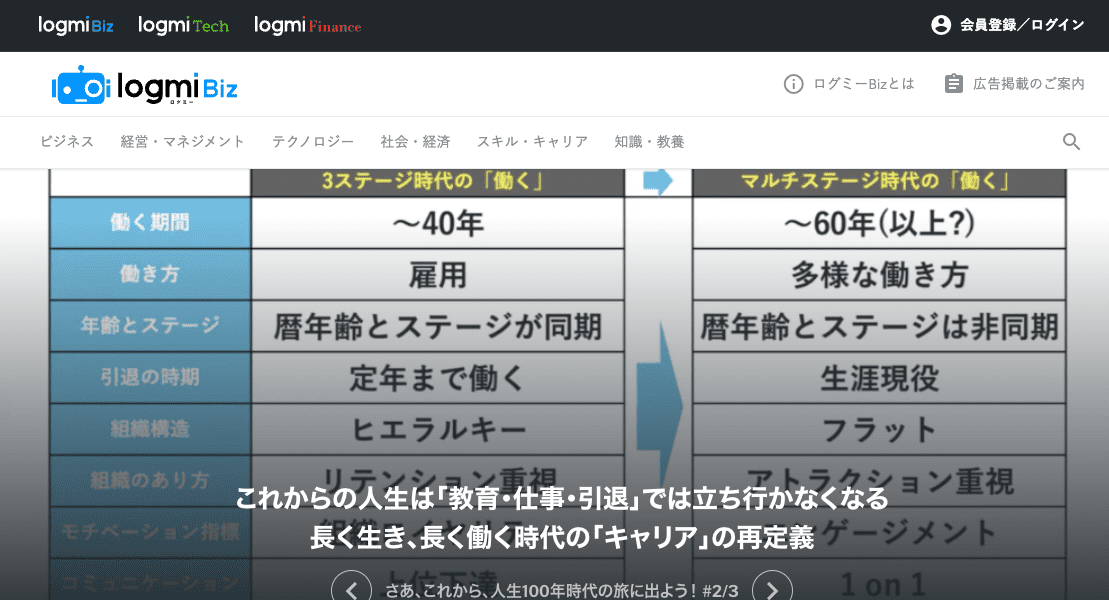 logmi Biz logmi Tech logmi Finance 会員登録／ログイン
logmi Biz
ログミー
ログミーBizとは 広告掲載のご案内
ビジネス 経営・マネジメント テクノロジー 社会・経済 スキル・キャリア 知識・教養
3ステージ時代の「働く」 マルチステージ時代の「働く」
働く期間 〜40年 〜60年(以上?)
働き方 雇用 多様な働き方
年齢とステージ 暦年齢とステージが同期 暦年齢とステージは非同期
引退の時期 定年まで働く 生涯現役
組織構造 ヒエラルキー フラット
組織のあり方 リテンション重視 アトラクション重視
これからの人生は「教育・仕事・引退」では立ち行かなくなる
モチベーション指標 エンゲージメント
長く生き、長く働く時代の「キャリア」の再定義
コミュニケーション 上位下達 1 on 1
さあ、これから、人生100年時代の旅に出よう！ #2/3